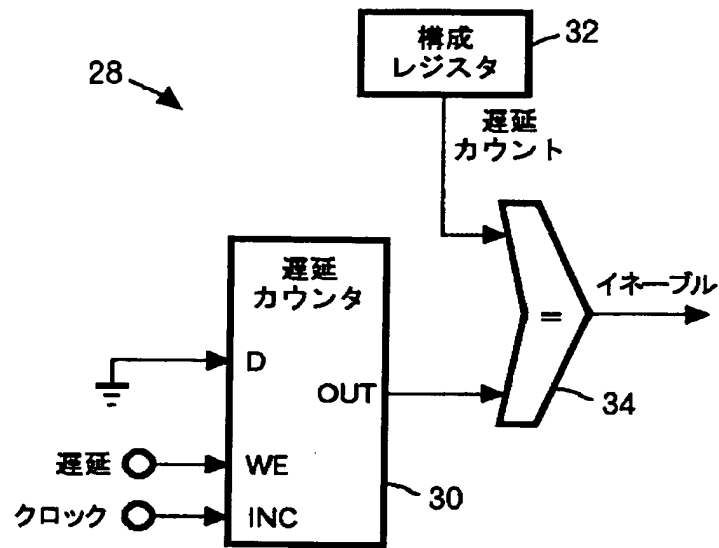 構成
レジスタ
32
28
遅延
カウント
遅延
カウンタ
イネーブル
=
D
OUT
34
遅延
WE
30
クロック
INC